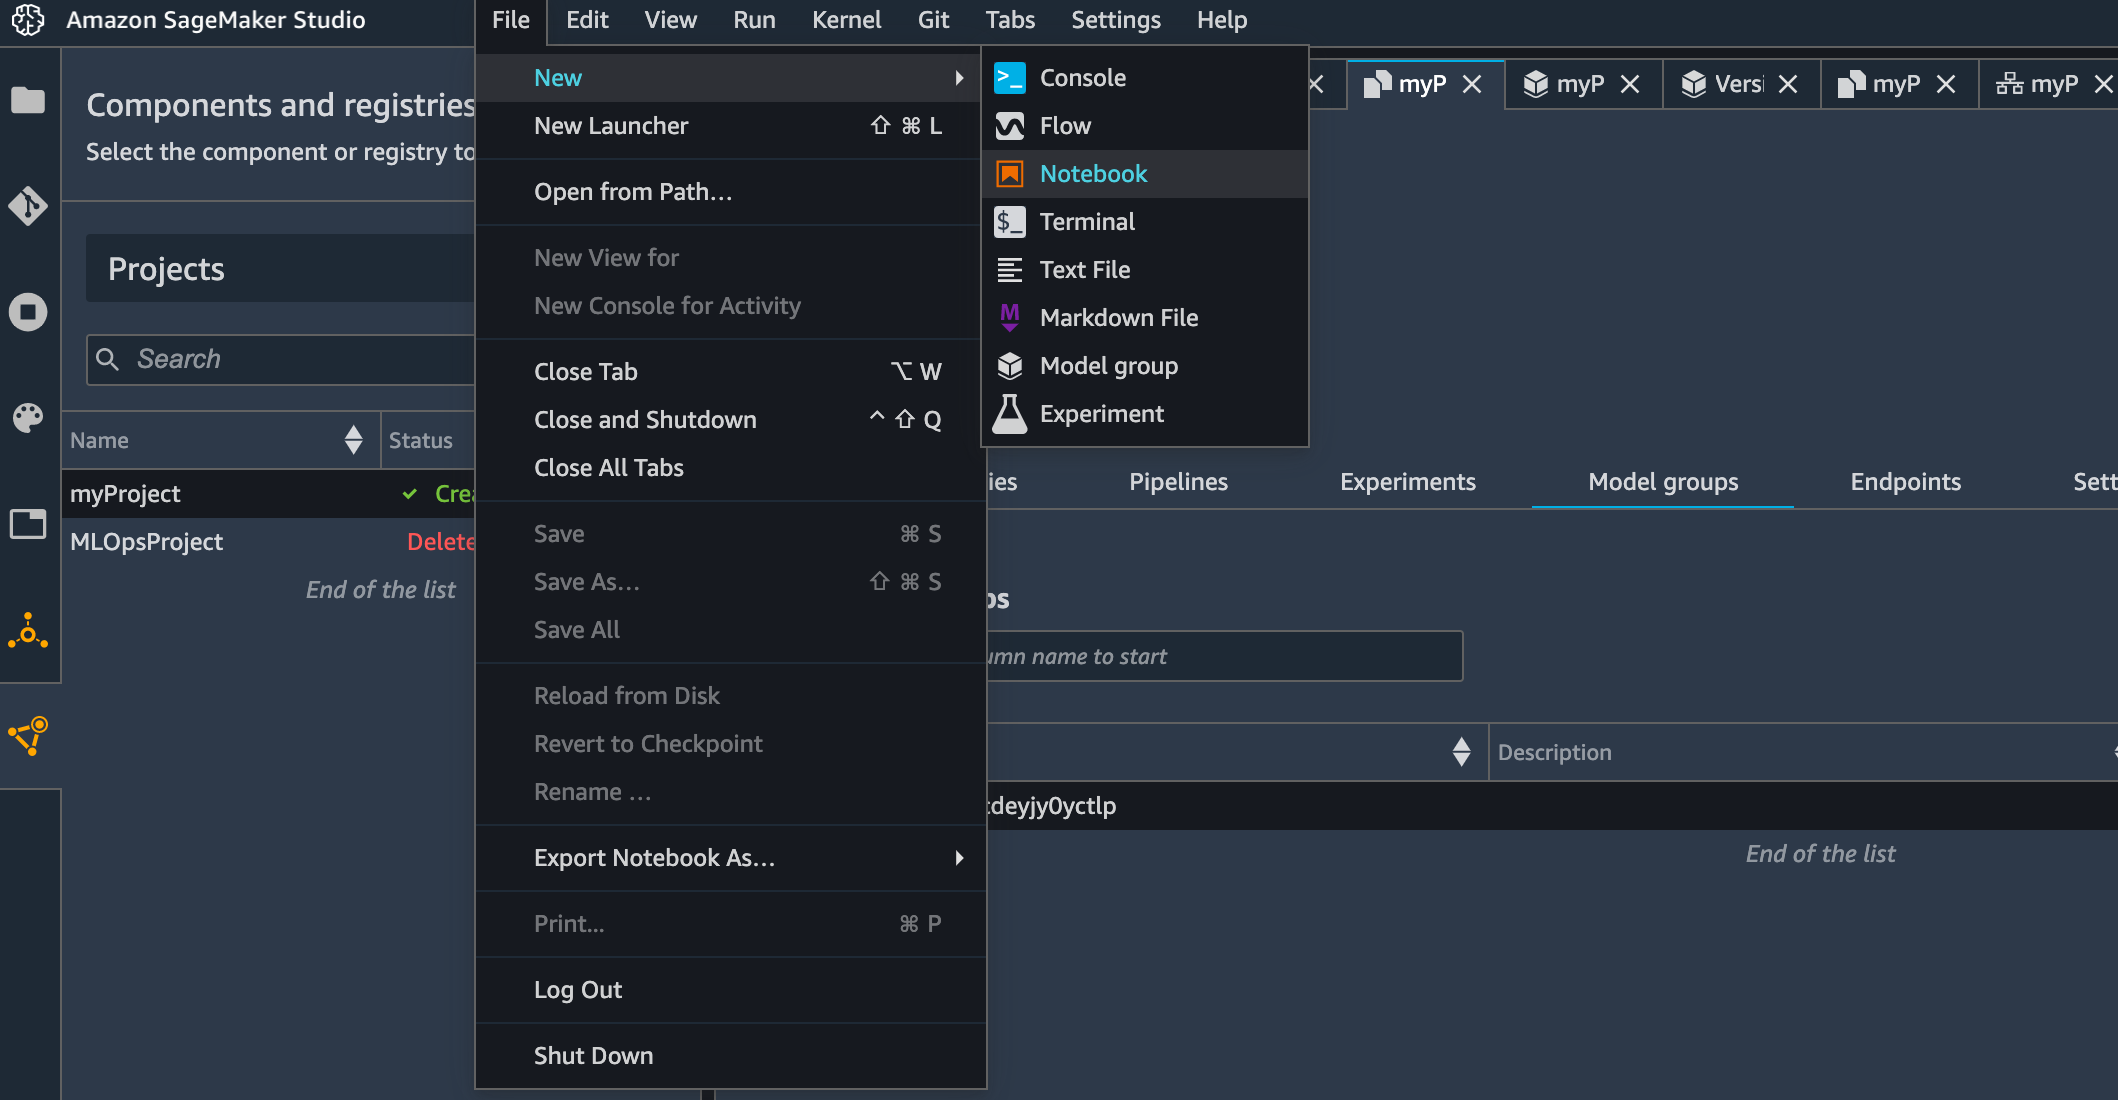 Amazon SageMaker Studio
File Edit View Run Kernel Git Tabs Settings Help
Components and registries
Select the component or registry to
Projects
Search
Name Status
myProject ✓ Crea
MLOpsProject Delete
End of the list
New
New Launcher ⇧ ⌘ L
Open from Path…
New View for
New Console for Activity
Close Tab ⌥ W
Close and Shutdown ^ ⇧ Q
Close All Tabs
Save ⌘ S
Save As… ⇧ ⌘ S
Save All
Reload from Disk
Revert to Checkpoint
Rename …
Export Notebook As…
Print... ⌘ P
Log Out
Shut Down
>_ Console
Flow
Notebook
$_ Terminal
Text File
M Markdown File
Model group
Experiment
myP myP Versi myP myP
ies Pipelines Experiments Model groups Endpoints Sett
ps
umn name to start
Description
deyjy0yctlp
End of the list